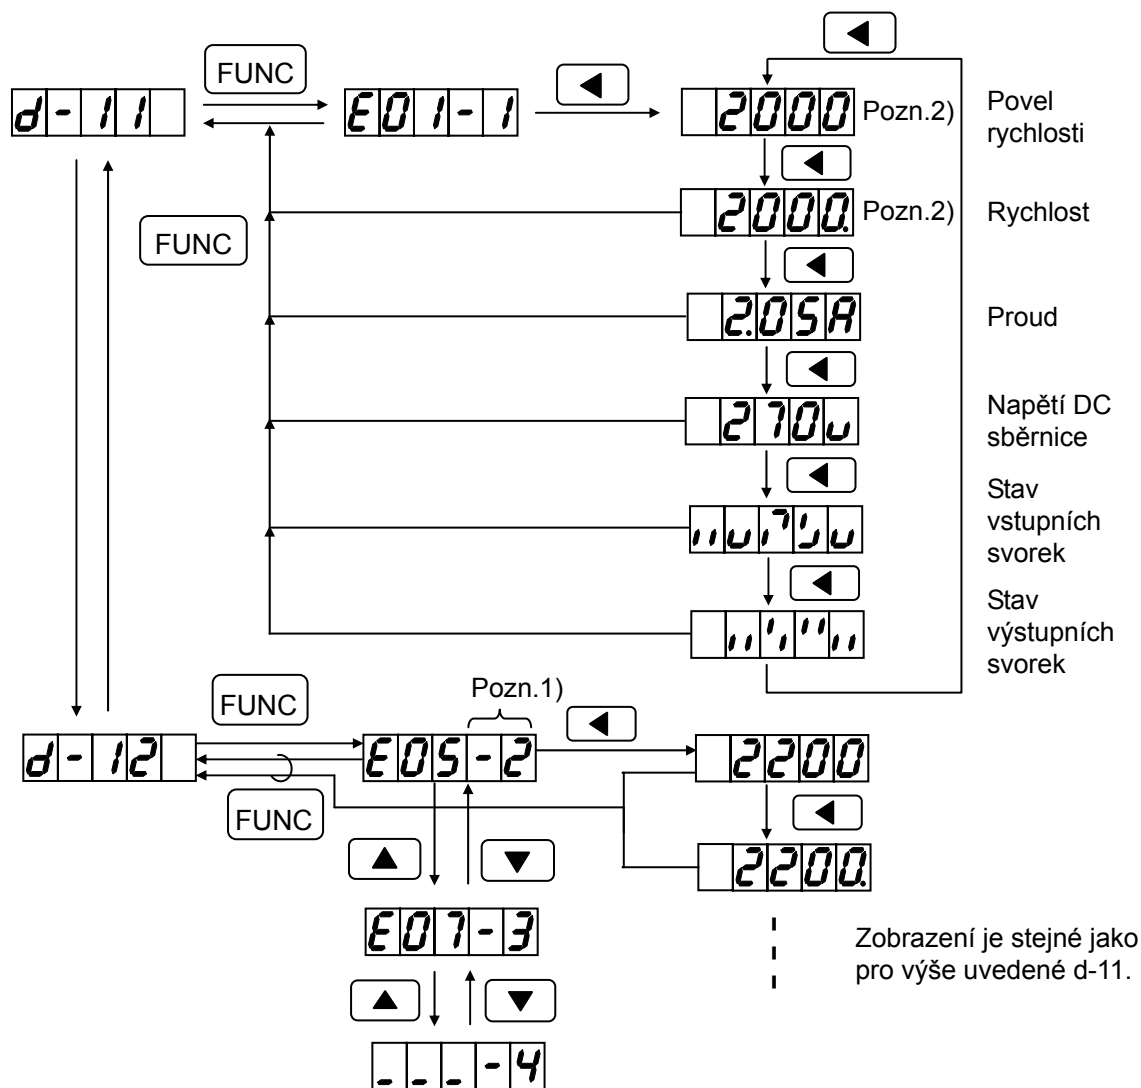 FUNC
d-11
E01-1
2000 Pozn.2)
Povel
rychlosti
FUNC
2000. Pozn.2)
Rychlost
2.05A
Proud
270u
Napětí DC
sběrnice
Stav
vstupních
svorek
Stav
výstupních
svorek
FUNC
Pozn.1)
d-12
E05-2
2200
FUNC
2200.
E07-3
Zobrazení je stejné jako
pro výše uvedené d-11.
_ _ _ -4